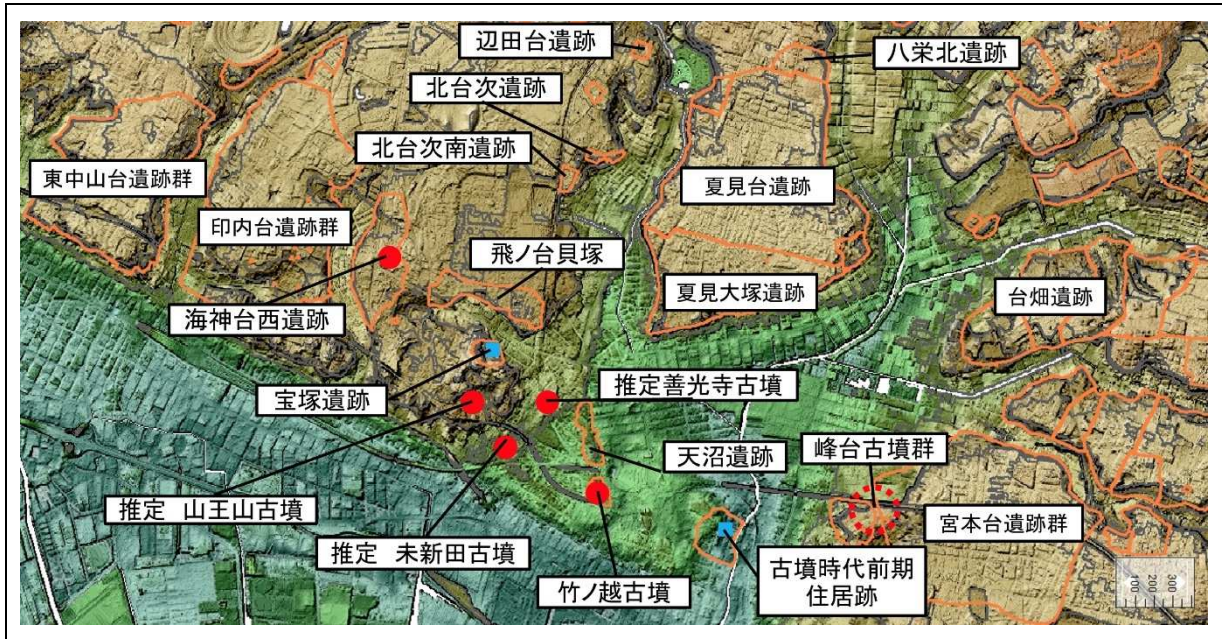 辺田台遺跡
八栄北遺跡
北台次遺跡
北台次南遺跡
東中山台遺跡群
夏見台遺跡
印内台遺跡群
飛ノ台貝塚
海神台西遺跡
夏見大塚遺跡
台畑遺跡
宝塚遺跡
推定善光寺古墳
天沼遺跡
峰台古墳群
推定 山王山古墳
宮本台遺跡群
推定 未新田古墳
竹ノ越古墳
古墳時代前期
住居跡
100
200
300